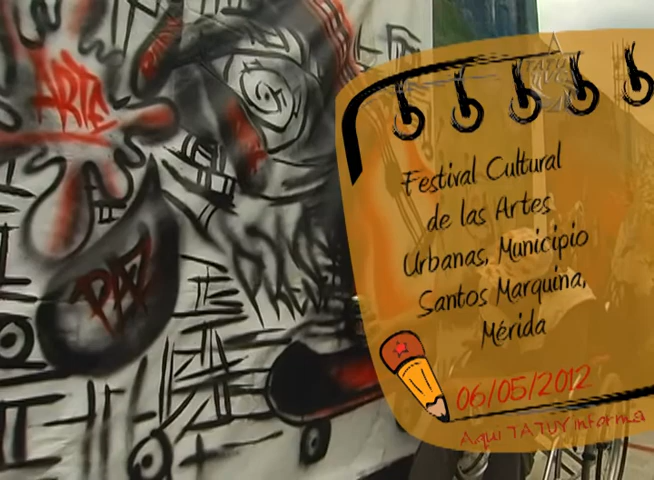 ARTE
PAZ
Festival Cultural
de las Artes
Urbanas, Municipio
Santos Marquina,
Mérida
06/05/2012
Aquí TATUY informa